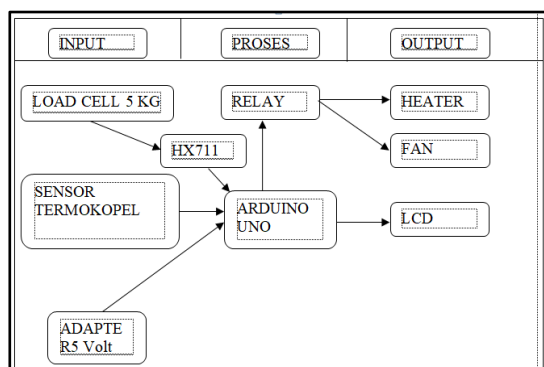 INPUT
PROSES
OUTPUT
LOAD CELL 5 KG
RELAY
HEATER
HX711
FAN
SENSOR
TERMOKOPEL
ARDUINO
UNO
LCD
ADAPTE
R5 Volt